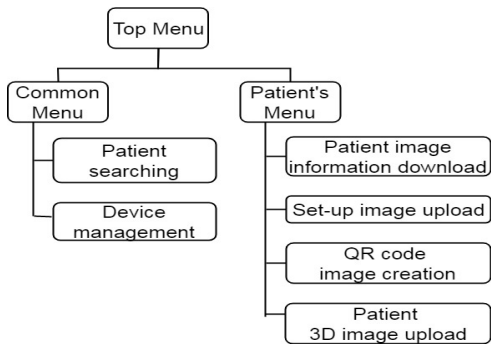 Top Menu
Common
Menu
Patient's
Menu
Patient
searching
Device
management
Patient image
information download
Set-up image upload
QR code
image creation
Patient
3D image upload